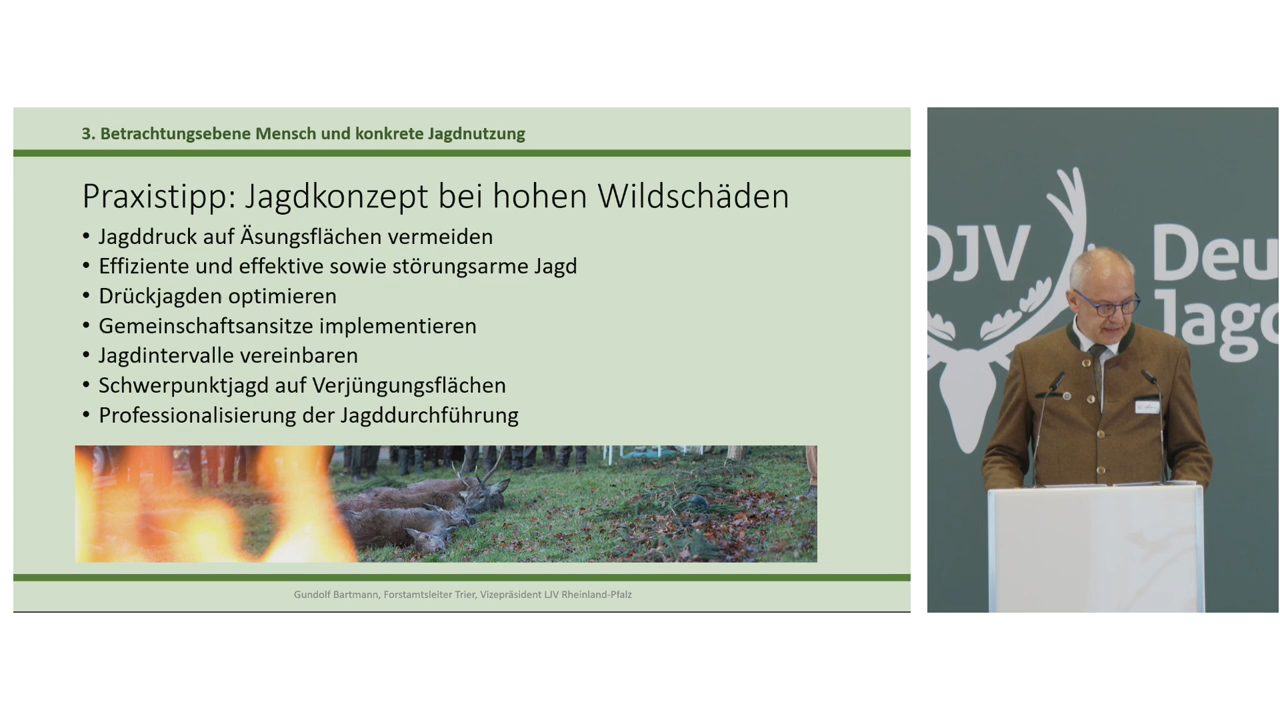 3. Betrachtungsebene Mensch und konkrete Jagdnutzung
Praxistipp: Jagdkonzept bei hohen Wildschäden
• Jagddruck auf Äsungsflächen vermeiden
• Effiziente und effektive sowie störungsarme Jagd
• Drückjagden optimieren
• Gemeinschaftsansitze implementieren
• Jagdintervalle vereinbaren
• Schwerpunktjagd auf Verjüngungsflächen
• Professionalisierung der Jagddurchführung
Gundolf Bartmann, Forstamtsleiter Trier, Vizepräsident LJV Rheinland-Pfalz
DJV
Deu
Jagd